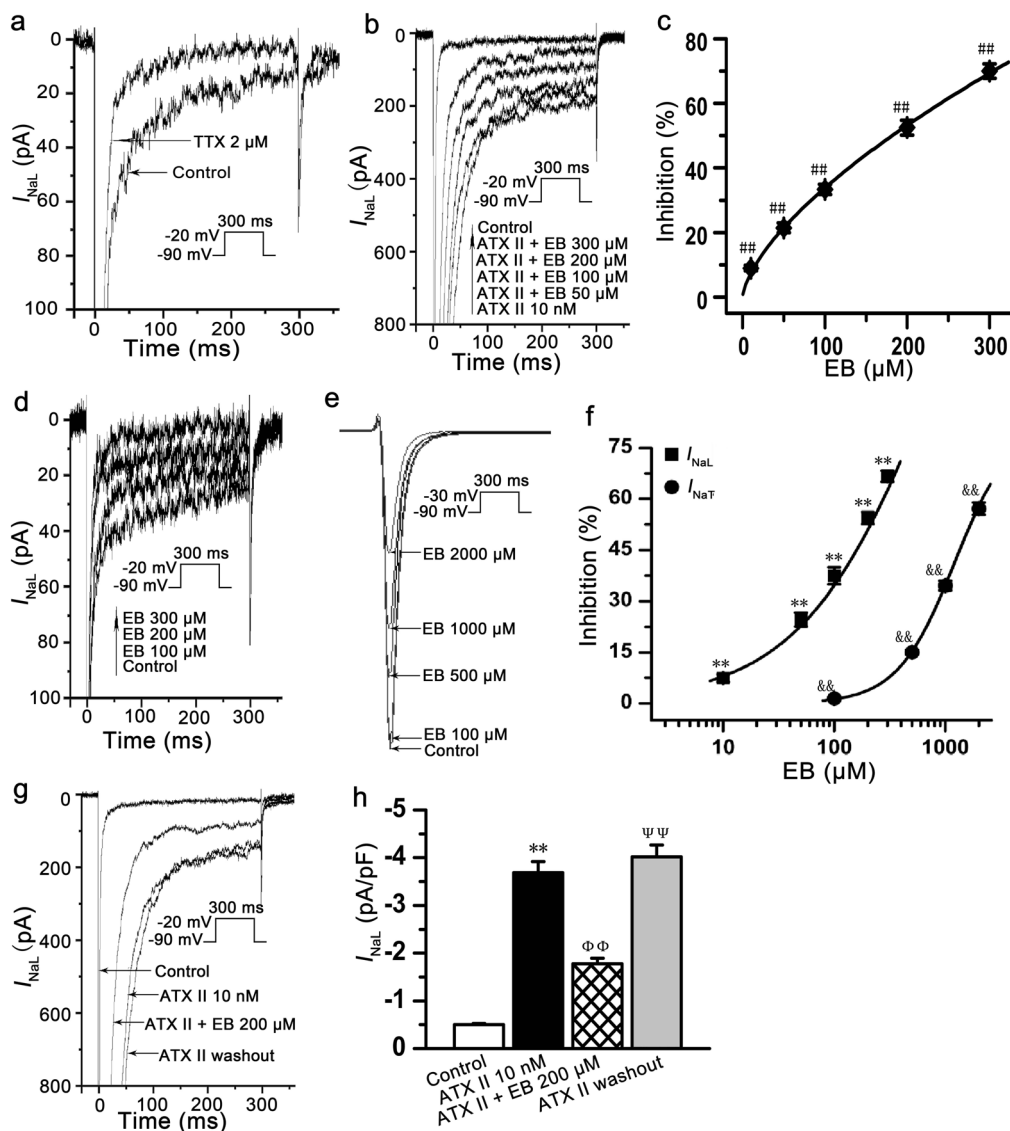 a
0
20
40
60
80
100
I NaL (pA)
TTX 2 µM
Control
300 ms
-20 mV
-90 mV
0 100 200 300
Time (ms)
b
0
200
400
600
800
I NaL (pA)
300 ms
-20 mV
-90 mV
Control
ATX II + EB 300 µM
ATX II + EB 200 µM
ATX II + EB 100 µM
ATX II + EB 50 µM
ATX II 10 nM
0 100 200 300
Time (ms)
c
80
60
40
20
0
Inhibition (%)
##
##
##
##
##
0 100 200 300
EB (µM)
d
0
20
40
60
80
100
I NaL (pA)
300 ms
-20 mV
-90 mV
EB 300 µM
EB 200 µM
EB 100 µM
Control
0 100 200 300
Time (ms)
e
300 ms
-30 mV
-90 mV
EB 2000 µM
EB 1000 µM
EB 500 µM
EB 100 µM
Control
f
75
60
45
30
15
0
Inhibition (%)
I NaL
I NaT
**
**
**
**
**
&&
&&
&&
&&
10 100 1000
EB (µM)
g
0
200
400
600
800
I NaL (pA)
300 ms
-20 mV
-90 mV
Control
ATX II 10 nM
ATX II + EB 200 µM
ATX II washout
0 100 200 300
Time (ms)
h
-5
-4
-3
-2
-1
0
I NaL (pA/pF)
**
ΦΦ
ΨΨ
Control
ATX II 10 nM
ATX II + EB 200 µM
ATX II washout